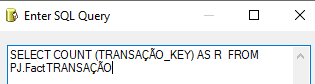 Enter SQL Query
SELECT COUNT (TRANSAÇÃO_KEY) AS R  FROM
PJ.FactTRANSAÇÃO